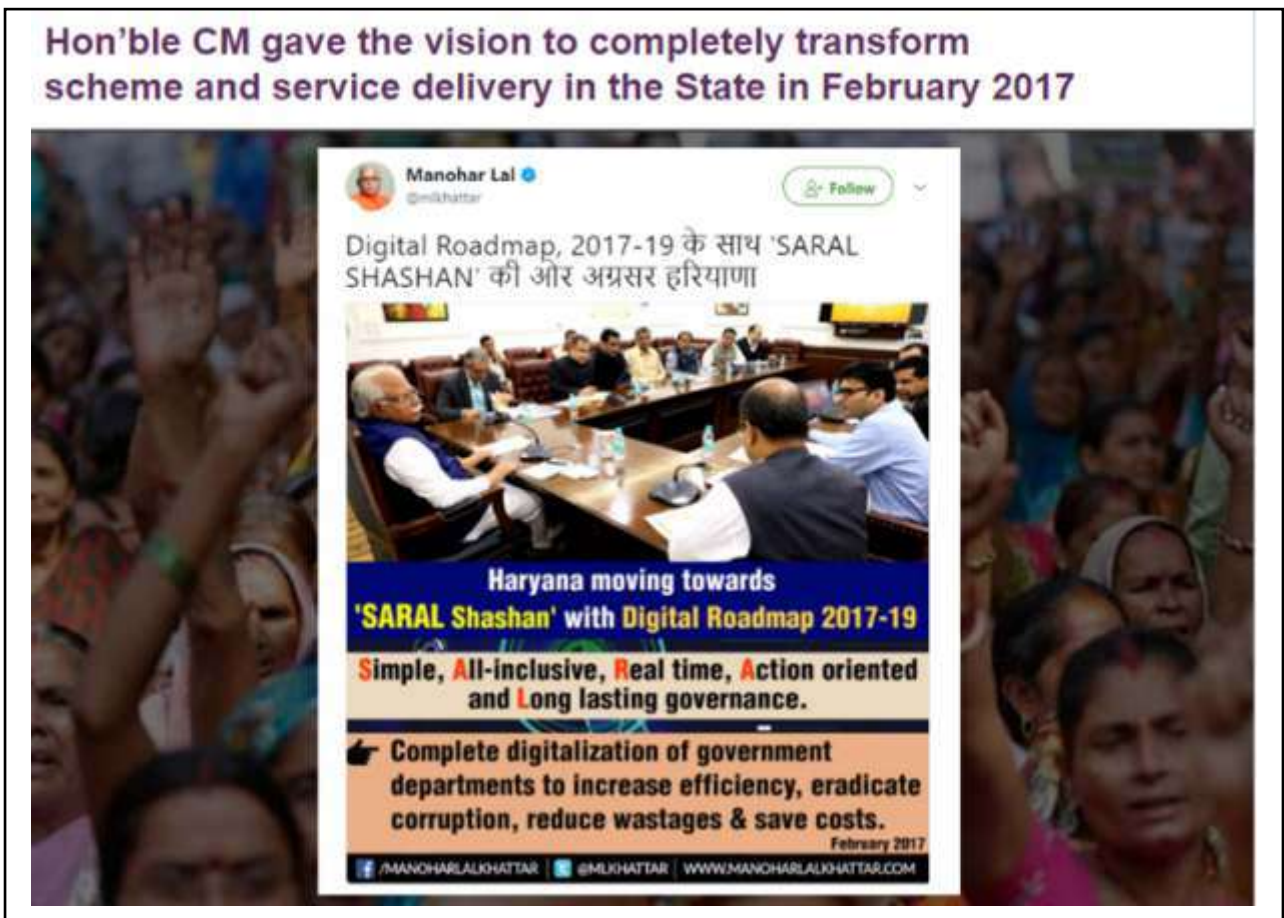 Hon'ble CM gave the vision to completely transform
scheme and service delivery in the State in February 2017
Manohar Lal
@mlkhattar
Follow
Digital Roadmap, 2017-19 के साथ 'SARAL
SHASHAN' की ओर अग्रसर हरियाणा
Haryana moving towards
'SARAL Shashan' with Digital Roadmap 2017-19
Simple, All-inclusive, Real time, Action oriented
and Long lasting governance.
Complete digitalization of government
departments to increase efficiency, eradicate
corruption, reduce wastages & save costs.
February 2017
/MANOHARLALKHATTAR @MLKHATTAR WWW.MANOHARLALKHATTAR.COM